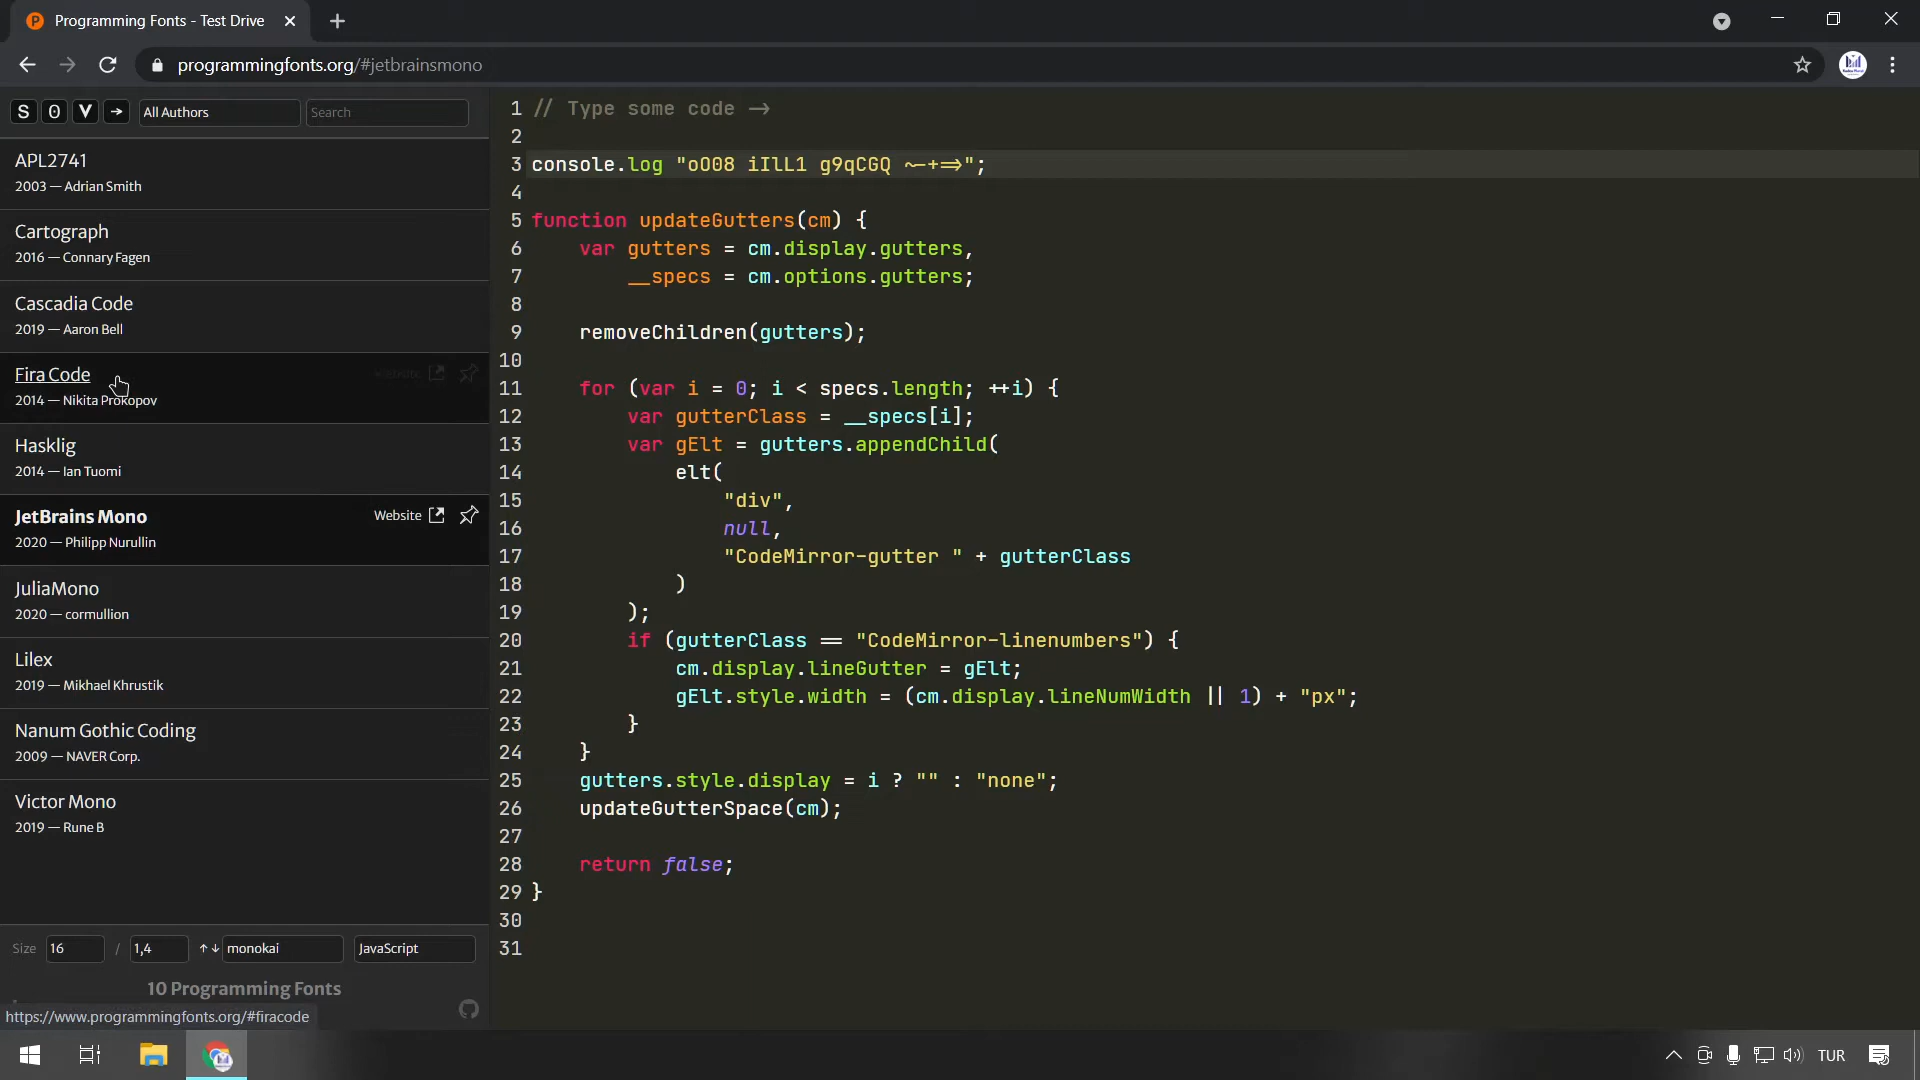 Programming Fonts - Test Drive
programmingfonts.org/#jetbrainsmono
S 0 V → All Authors Search
APL2741
2003 — Adrian Smith
Cartograph
2016 — Connary Fagen
Cascadia Code
2019 — Aaron Bell
Fira Code Website
2014 — Nikita Prokopov
Hasklig
2014 — Ian Tuomi
JetBrains Mono Website
2020 — Philipp Nurullin
JuliaMono
2020 — cormullion
Lilex
2019 — Mikhael Khrustik
Nanum Gothic Coding
2009 — NAVER Corp.
Victor Mono
2019 — Rune B
Size 16 / 1,4 ↑↓ monokai JavaScript
10 Programming Fonts
https://www.programmingfonts.org/#firacode
1 // Type some code ->
2
3 console.log "oO08 iIlL1 g9qCGQ ~-+=>";
4
5 function updateGutters(cm) {
6 var gutters = cm.display.gutters,
7 __specs = cm.options.gutters;
8
9 removeChildren(gutters);
10
11 for (var i = 0; i < specs.length; ++i) {
12 var gutterClass = __specs[i];
13 var gElt = gutters.appendChild(
14 elt(
15 "div",
16 null,
17 "CodeMirror-gutter " + gutterClass
18 )
19 );
20 if (gutterClass == "CodeMirror-linenumbers") {
21 cm.display.lineGutter = gElt;
22 gElt.style.width = (cm.display.lineNumWidth || 1) + "px";
23 }
24 }
25 gutters.style.display = i ? "" : "none";
26 updateGutterSpace(cm);
27
28 return false;
29 }
30
31
TUR